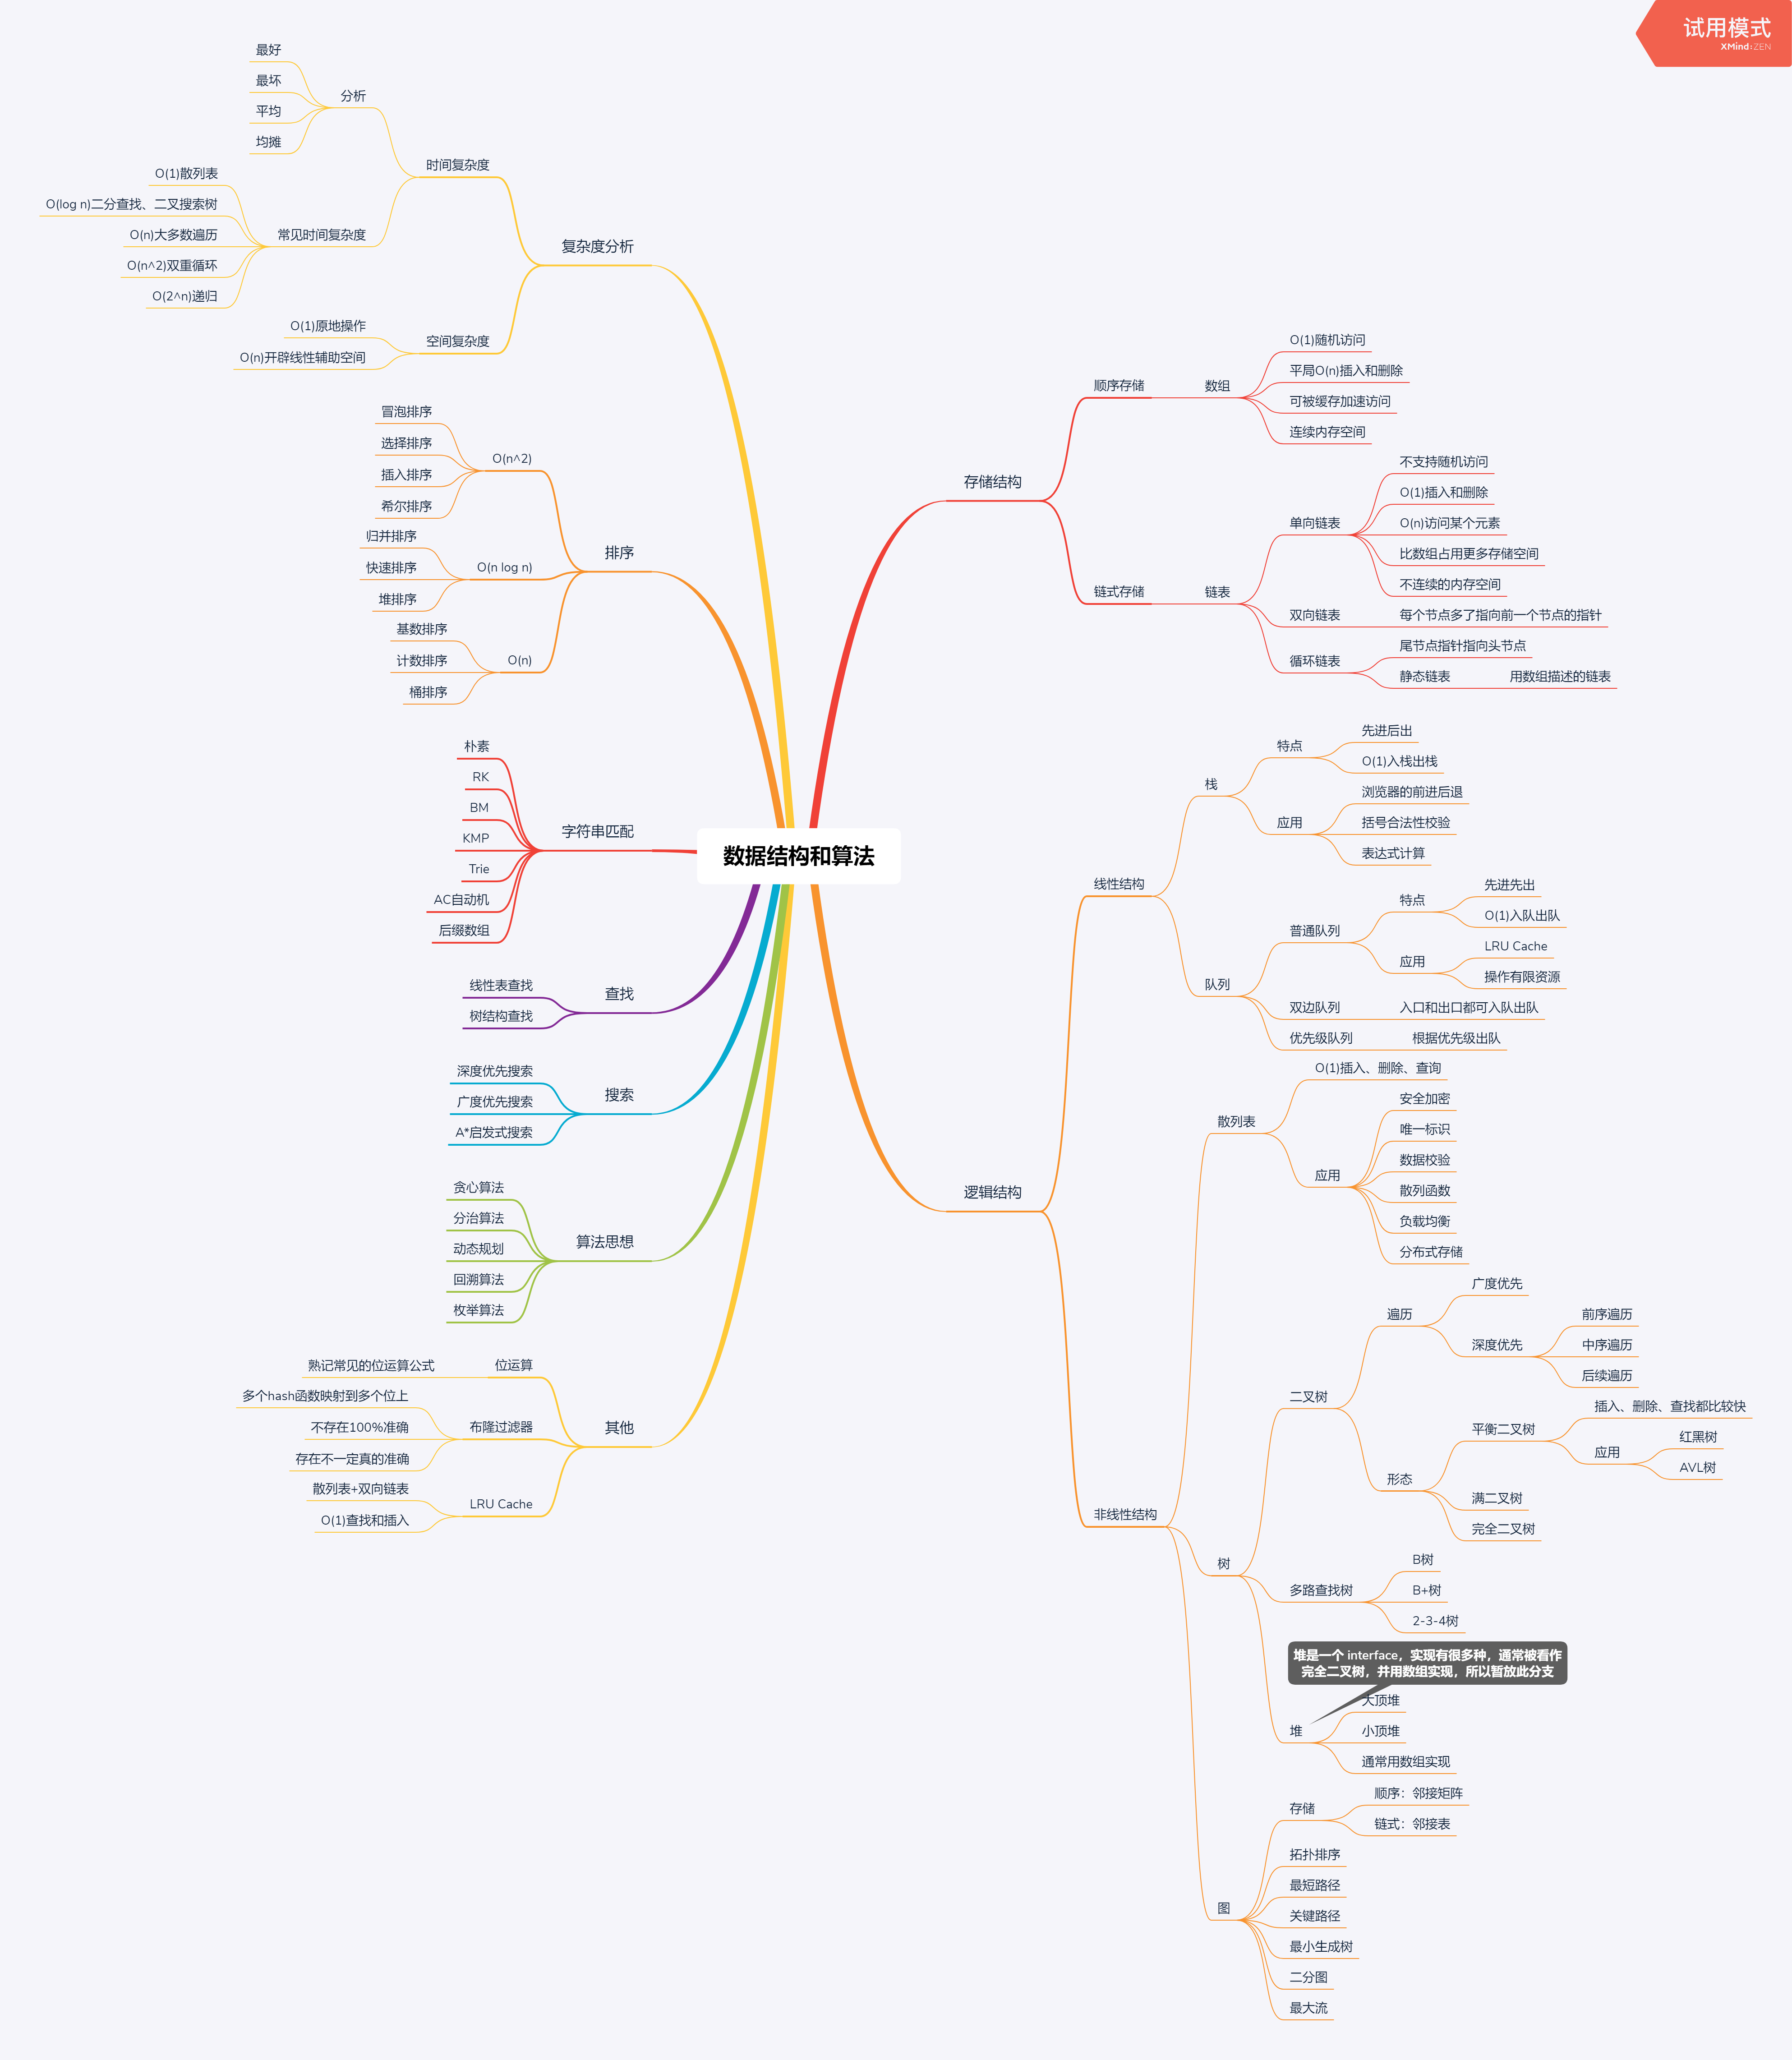 试用模式
XMind:ZEN
数据结构和算法
存储结构
顺序存储
数组
O(1)随机访问
平局O(n)插入和删除
可被缓存加速访问
连续内存空间
链式存储
链表
单向链表
不支持随机访问
O(1)插入和删除
O(n)访问某个元素
比数组占用更多存储空间
不连续的内存空间
双向链表
每个节点多了指向前一个节点的指针
循环链表
尾节点指针指向头节点
静态链表
用数组描述的链表
逻辑结构
线性结构
栈
特点
先进后出
O(1)入栈出栈
应用
浏览器的前进后退
括号合法性校验
表达式计算
队列
普通队列
特点
先进先出
O(1)入队出队
应用
LRU Cache
操作有限资源
双边队列
入口和出口都可入队出队
优先级队列
根据优先级出队
非线性结构
散列表
O(1)插入、删除、查询
应用
安全加密
唯一标识
数据校验
散列函数
负载均衡
分布式存储
树
二叉树
遍历
广度优先
深度优先
前序遍历
中序遍历
后续遍历
形态
平衡二叉树
插入、删除、查找都比较快
应用
红黑树
AVL树
满二叉树
完全二叉树
多路查找树
B树
B+树
2-3-4树
堆是一个 interface，实现有很多种，通常被看作
完全二叉树，并用数组实现，所以暂放此分支
堆
大顶堆
小顶堆
通常用数组实现
图
存储
顺序：邻接矩阵
链式：邻接表
拓扑排序
最短路径
关键路径
最小生成树
二分图
最大流
复杂度分析
时间复杂度
分析
最好
最坏
平均
均摊
常见时间复杂度
O(1)散列表
O(log n)二分查找、二叉搜索树
O(n)大多数遍历
O(n^2)双重循环
O(2^n)递归
空间复杂度
O(1)原地操作
O(n)开辟线性辅助空间
排序
O(n^2)
冒泡排序
选择排序
插入排序
希尔排序
O(n log n)
归并排序
快速排序
堆排序
O(n)
基数排序
计数排序
桶排序
字符串匹配
朴素
RK
BM
KMP
Trie
AC自动机
后缀数组
查找
线性表查找
树结构查找
搜索
深度优先搜索
广度优先搜索
A*启发式搜索
算法思想
贪心算法
分治算法
动态规划
回溯算法
枚举算法
其他
位运算
熟记常见的位运算公式
布隆过滤器
多个hash函数映射到多个位上
不存在100%准确
存在不一定真的准确
LRU Cache
散列表+双向链表
O(1)查找和插入